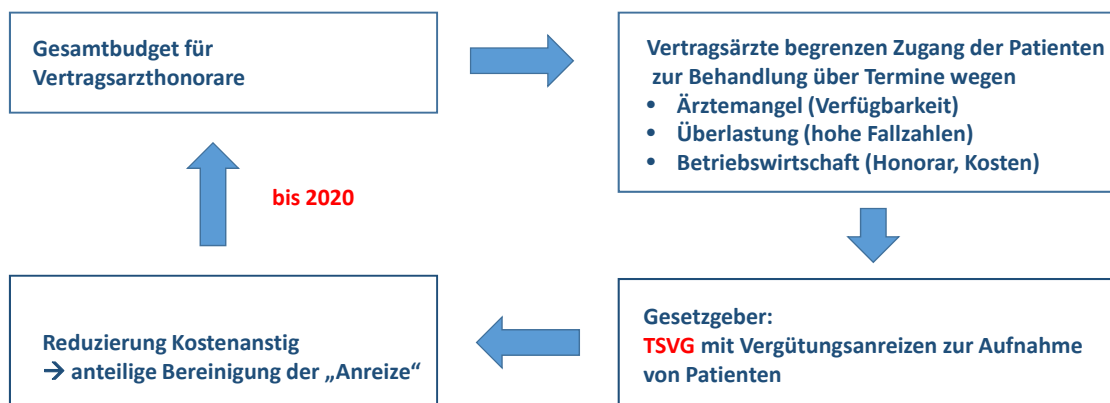 Gesamtbudget für
Vertragsarzthonorare
Vertragsärzte begrenzen Zugang der Patienten
zur Behandlung über Termine wegen
• Ärztemangel (Verfügbarkeit)
• Überlastung (hohe Fallzahlen)
• Betriebswirtschaft (Honorar, Kosten)
bis 2020
Gesetzgeber:
TSVG mit Vergütungsanreizen zur Aufnahme
von Patienten
Reduzierung Kostenanstig
→ anteilige Bereinigung der „Anreize“